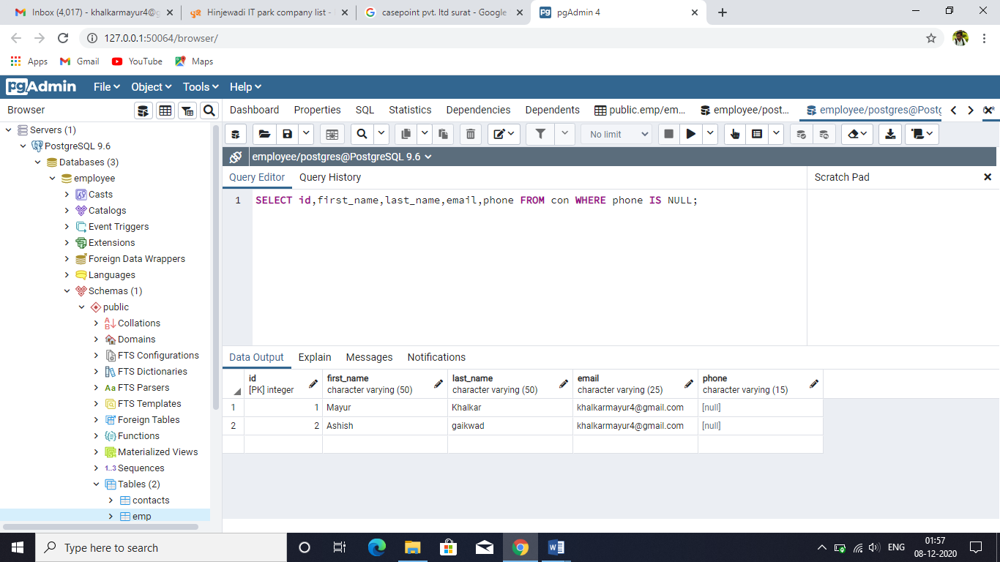 Inbox (4,017) - khalkarmayur4@g
Hinjewadi IT park company list -
casepoint pvt. ltd surat - Google
pgAdmin 4
127.0.0.1:50064/browser/
Apps
Gmail
YouTube
Maps
pgAdmin
File
Object
Tools
Help
Browser
Dashboard
Properties
SQL
Statistics
Dependencies
Dependents
public.emp/em...
employee/post...
employee/postgres@Postg
No limit
employee/postgres@PostgreSQL 9.6
Query Editor
Query History
Scratch Pad
1 SELECT id,first_name,last_name,email,phone FROM con WHERE phone IS NULL;
Servers (1)
PostgreSQL 9.6
Databases (3)
employee
Casts
Catalogs
Event Triggers
Extensions
Foreign Data Wrappers
Languages
Schemas (1)
public
Collations
Domains
FTS Configurations
FTS Dictionaries
FTS Parsers
FTS Templates
Foreign Tables
Functions
Materialized Views
1..3 Sequences
Tables (2)
contacts
emp
Data Output
Explain
Messages
Notifications
id
[PK] integer
first_name
character varying (50)
last_name
character varying (50)
email
character varying (25)
phone
character varying (15)
1 1 Mayur Khalkar khalkarmayur4@gmail.com [null]
2 2 Ashish gaikwad khalkarmayur4@gmail.com [null]
Type here to search
ENG
01:57
08-12-2020